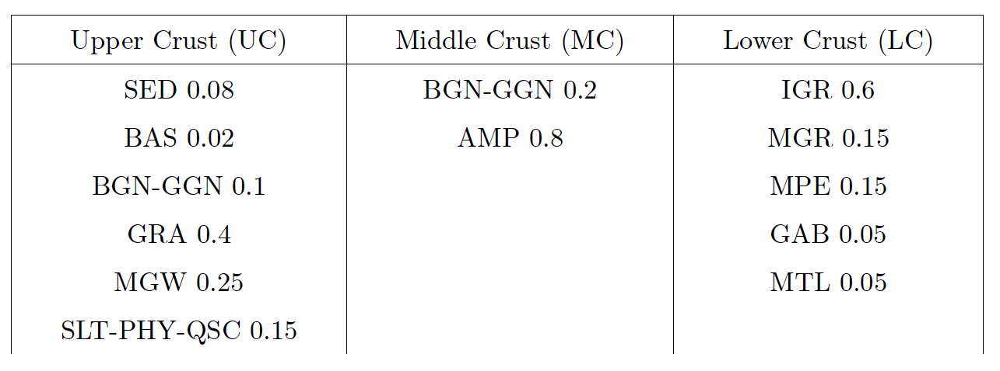 Upper Crust (UC) Middle Crust (MC) Lower Crust (LC)
SED 0.08 BGN-GGN 0.2 IGR 0.6
BAS 0.02 AMP 0.8 MGR 0.15
BGN-GGN 0.1 MPE 0.15
GRA 0.4 GAB 0.05
MGW 0.25 MTL 0.05
SLT-PHY-QSC 0.15